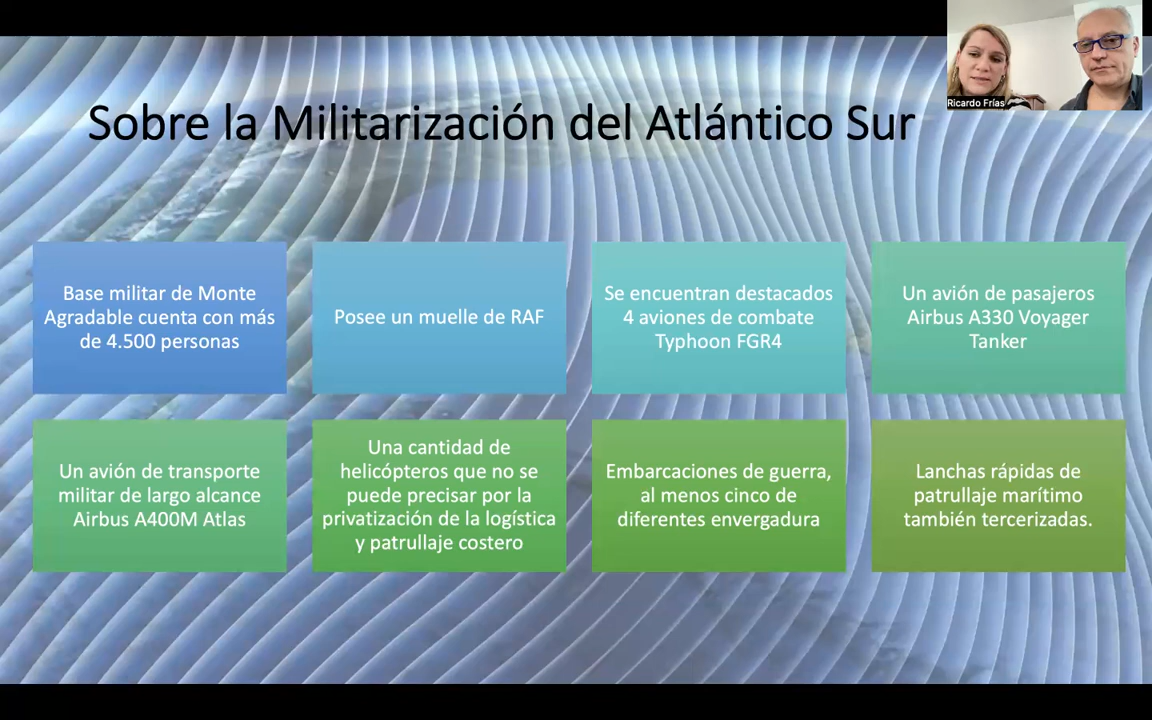 Ricardo Frías
Sobre la Militarización del Atlántico Sur
Base militar de Monte
Agradable cuenta con más
de 4.500 personas
Posee un muelle de RAF
Se encuentran destacados
4 aviones de combate
Typhoon FGR4
Un avión de pasajeros
Airbus A330 Voyager
Tanker
Un avión de transporte
militar de largo alcance
Airbus A400M Atlas
Una cantidad de
helicópteros que no se
puede precisar por la
privatización de la logística
y patrullaje costero
Embarcaciones de guerra,
al menos cinco de
diferentes envergadura
Lanchas rápidas de
patrullaje marítimo
también tercerizadas.